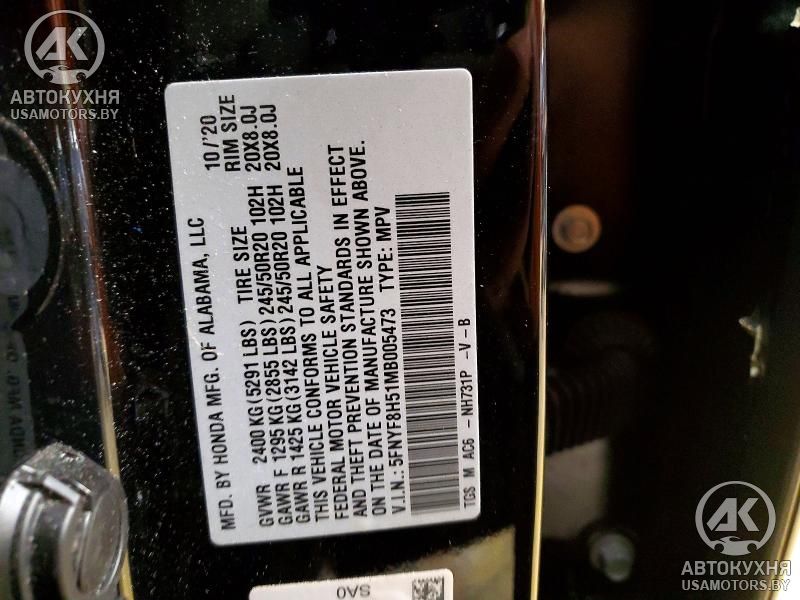 AK
АВТОКУХНЯ
USAMOTORS.BY
MFD. BY HONDA MFG. OF ALABAMA, LLC 10/'20
TIRE SIZE RIM SIZE
GVWR 2400 KG (5291 LBS)
GAWR F 1295 KG (2855 LBS) 245/50R20 102H 20X8.0J
GAWR R 1425 KG (3142 LBS) 245/50R20 102H 20X8.0J
THIS VEHICLE CONFORMS TO ALL APPLICABLE
FEDERAL MOTOR VEHICLE SAFETY
AND THEFT PREVENTION STANDARDS IN EFFECT
ON THE DATE OF MANUFACTURE SHOWN ABOVE.
V.I.N.: 5FNYF8H51MB005473 TYPE: MPV
TGS M AC6 - NH731P -V -B
SA0
AK
АВТОКУХНЯ
USAMOTORS.BY